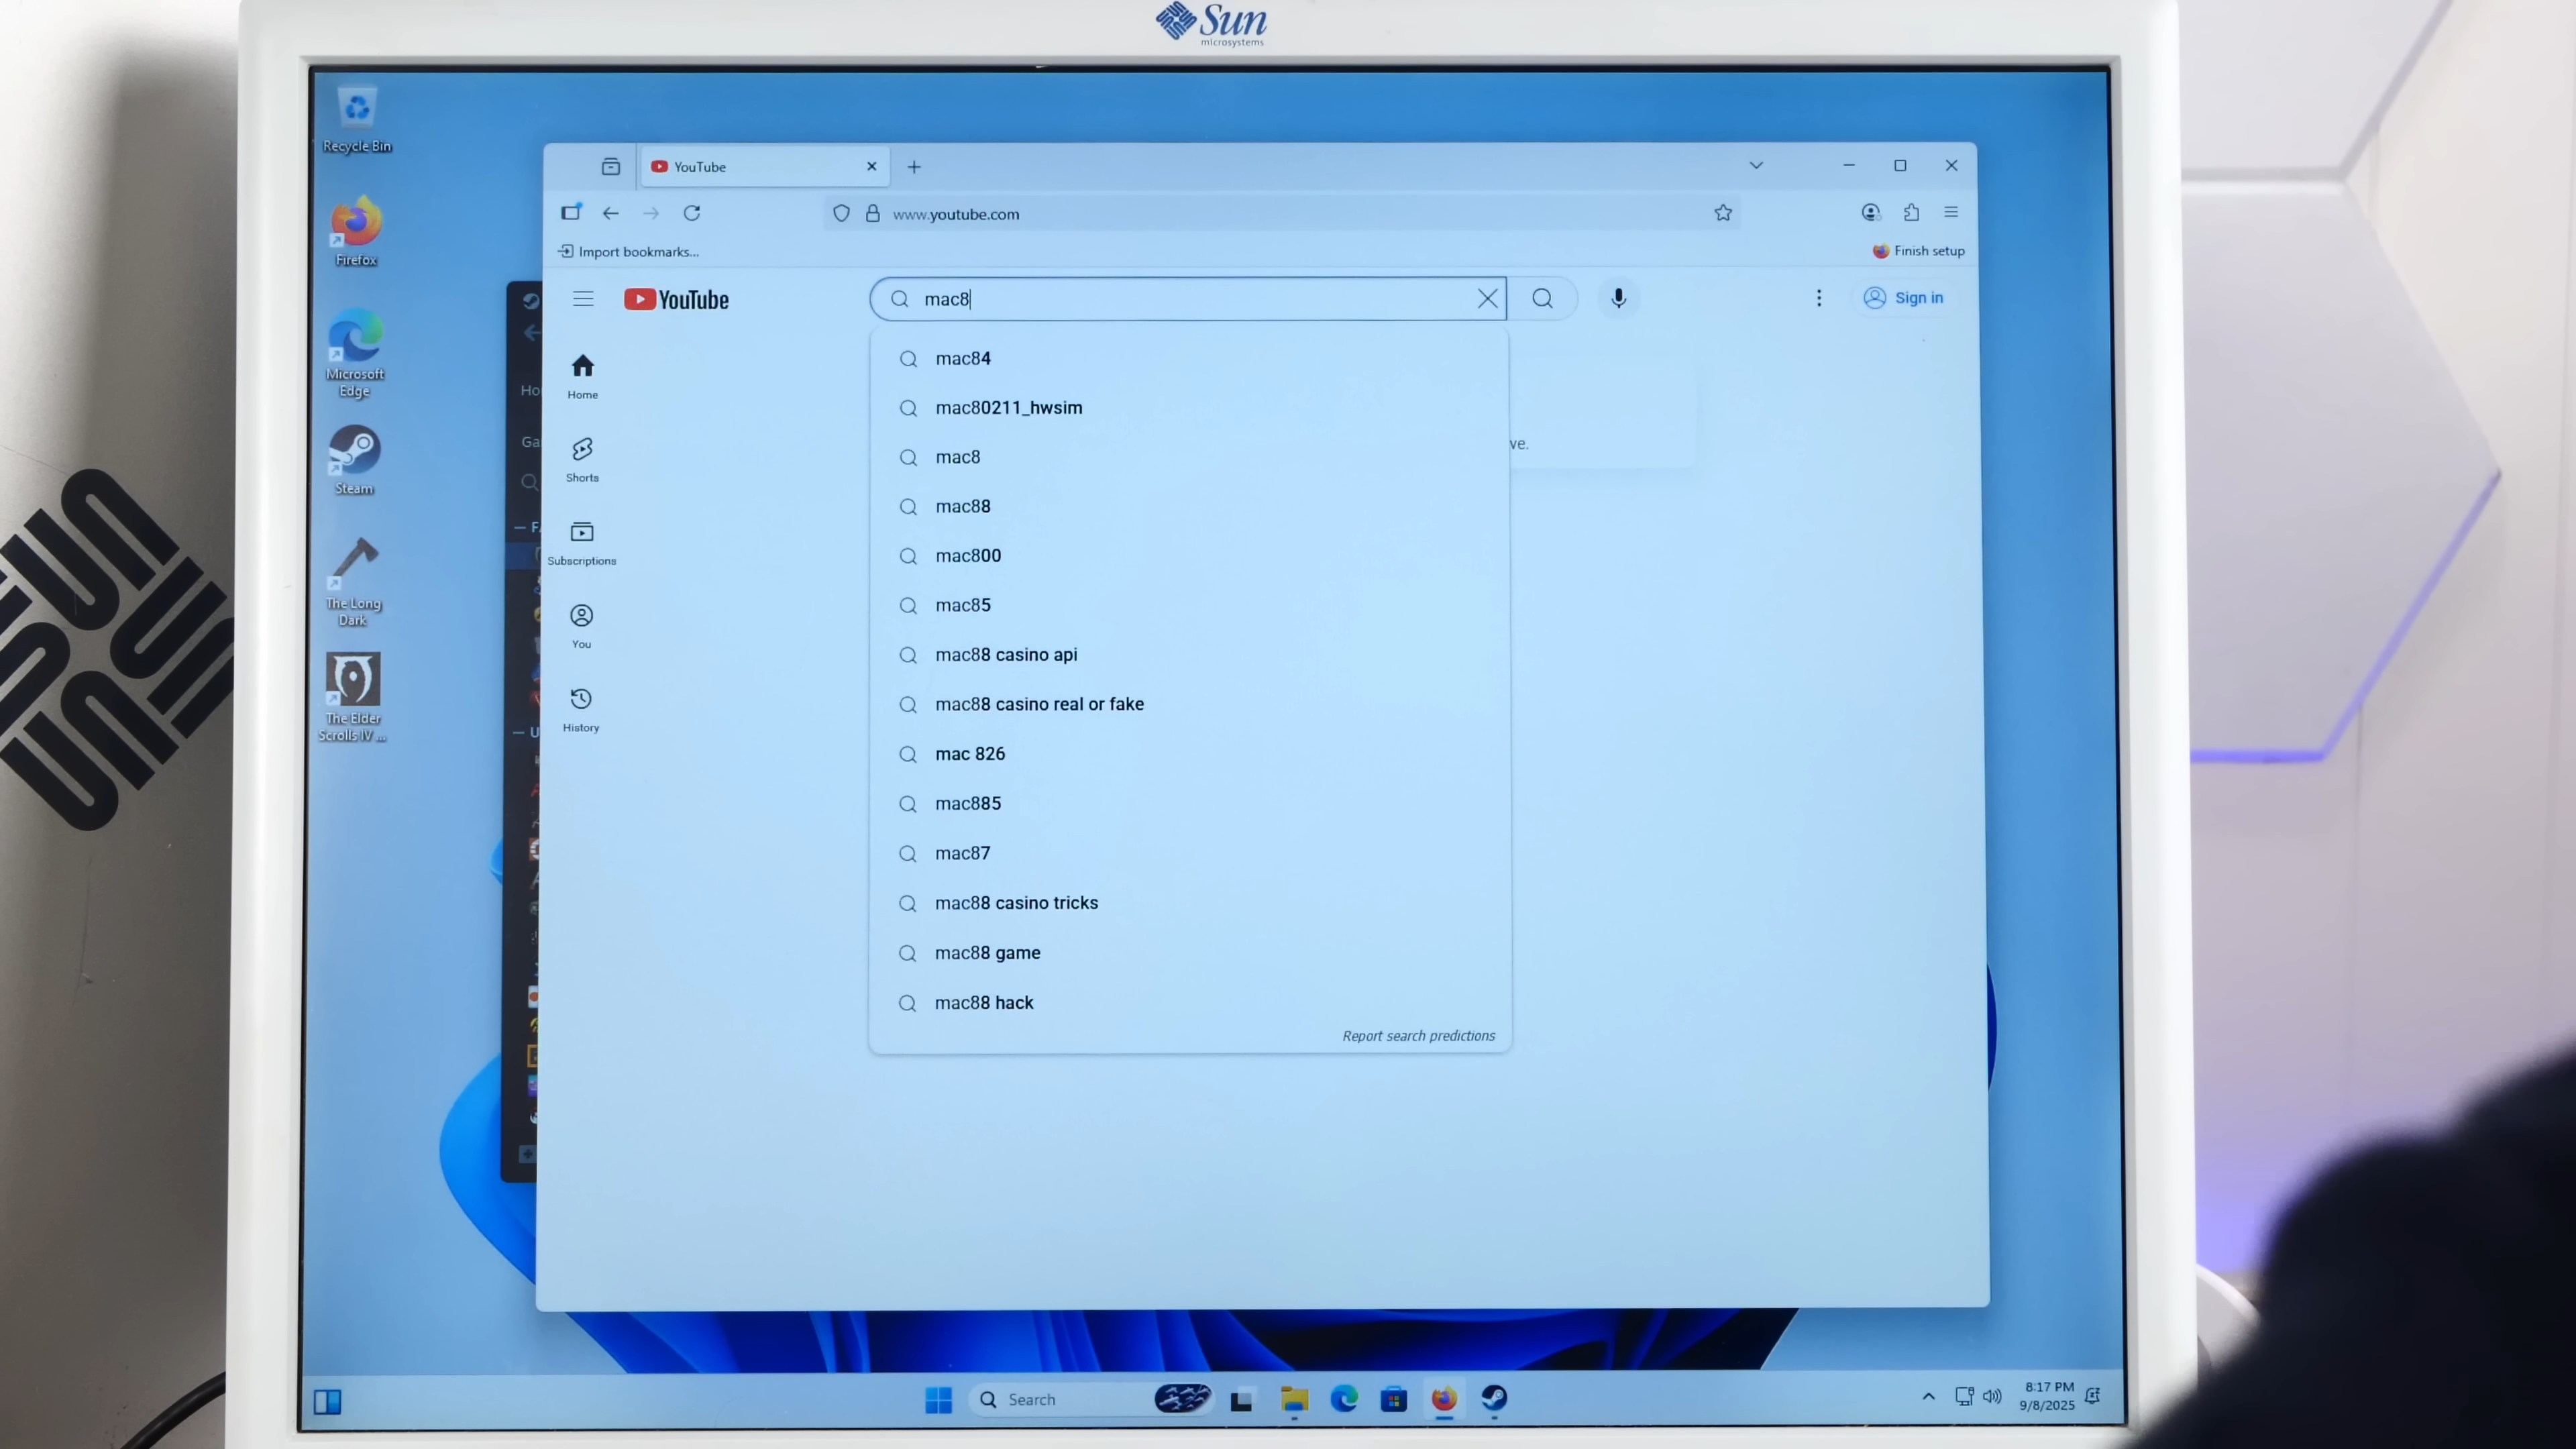 Sun
microsystems
Recycle Bin
Firefox
Microsoft
Edge
Steam
The Long
Dark
The Elder
Scrolls IV ...
YouTube
www.youtube.com
Import bookmarks...
Finish setup
YouTube
mac8
Sign in
Home
Shorts
Subscriptions
You
History
mac84
mac80211_hwsim
mac8
mac88
mac800
mac85
mac88 casino api
mac88 casino real or fake
mac 826
mac885
mac87
mac88 casino tricks
mac88 game
mac88 hack
Report search predictions
ve.
Ho
Ga
Search
8:17 PM
9/8/2025